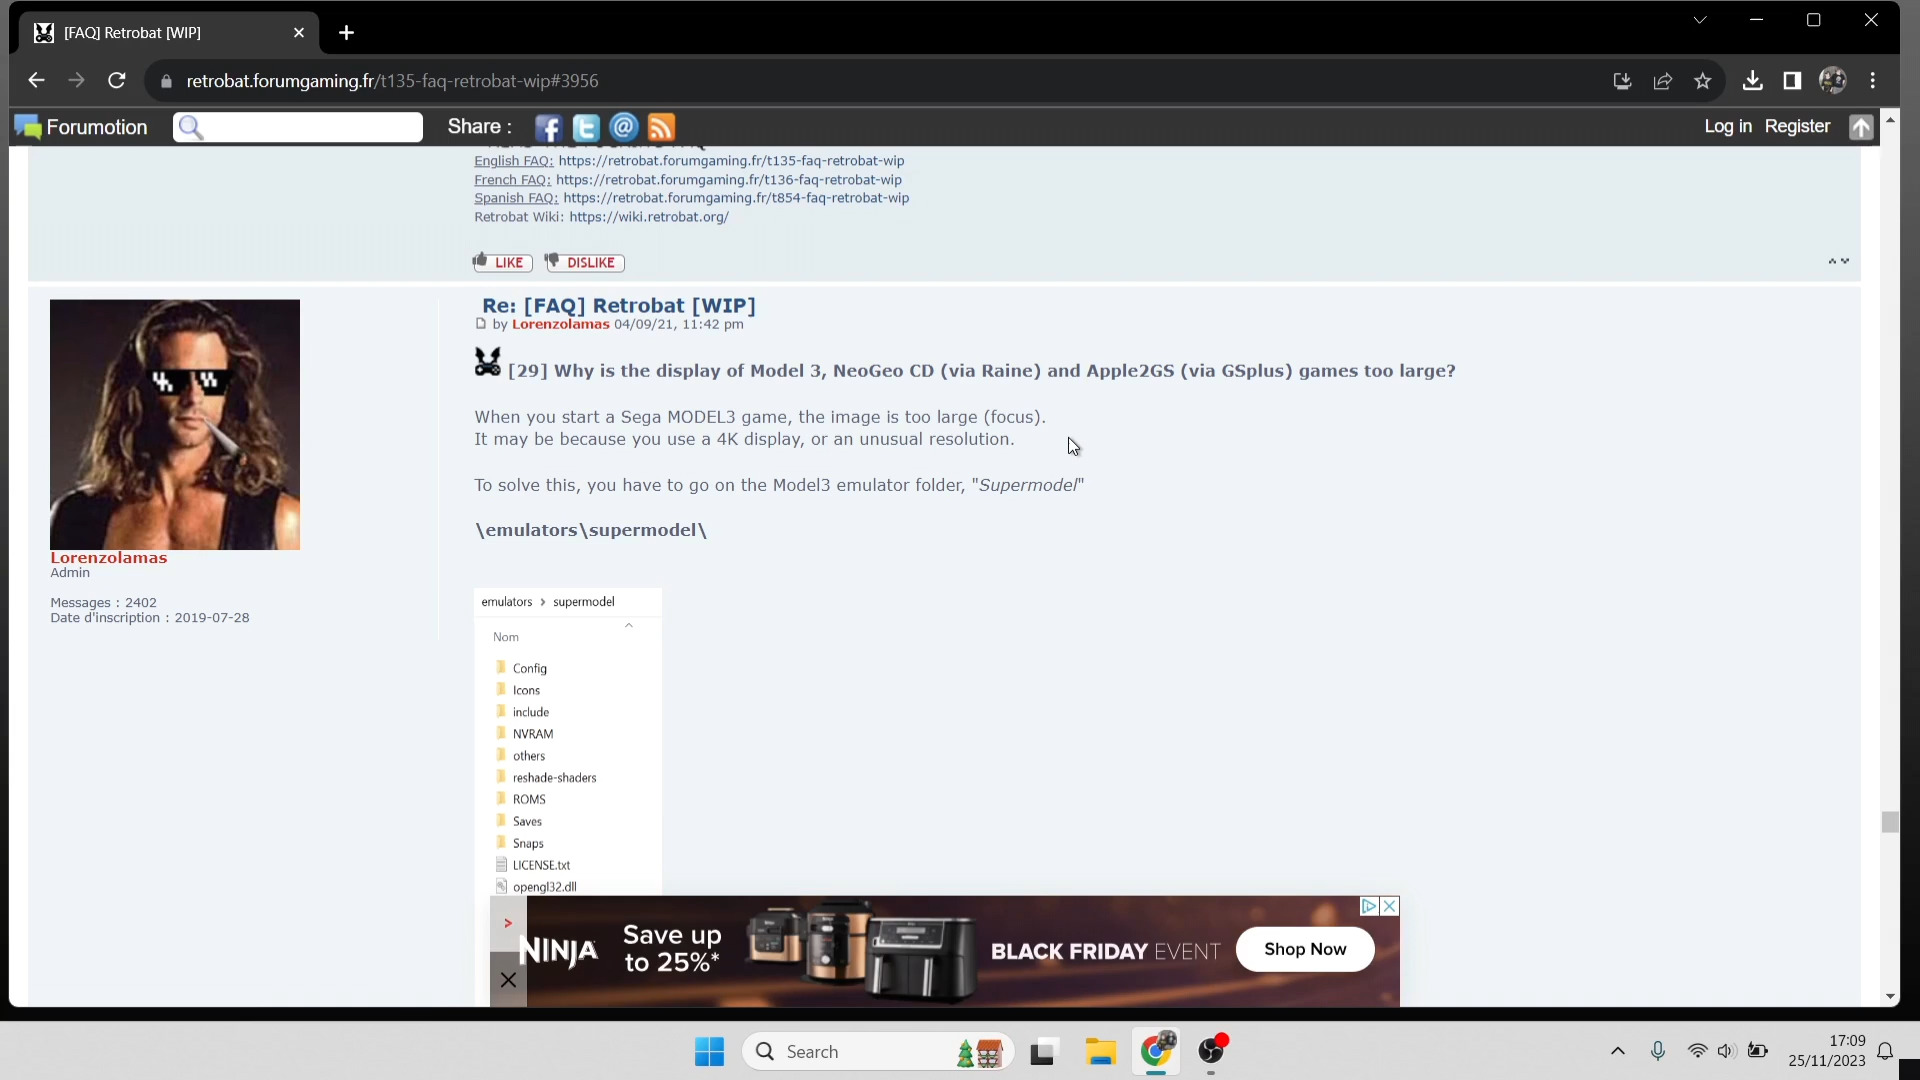 [FAQ] Retrobat [WIP]
retrobat.forumgaming.fr/t135-faq-retrobat-wip#3956
Forumotion
Share :
Log in Register
English FAQ: https://retrobat.forumgaming.fr/t135-faq-retrobat-wip
French FAQ: https://retrobat.forumgaming.fr/t136-faq-retrobat-wip
Spanish FAQ: https://retrobat.forumgaming.fr/t854-faq-retrobat-wip
Retrobat Wiki: https://wiki.retrobat.org/
LIKE DISLIKE
Re: [FAQ] Retrobat [WIP]
by Lorenzolamas 04/09/21, 11:42 pm
[29] Why is the display of Model 3, NeoGeo CD (via Raine) and Apple2GS (via GSplus) games too large?
When you start a Sega MODEL3 game, the image is too large (focus).
It may be because you use a 4K display, or an unusual resolution.
To solve this, you have to go on the Model3 emulator folder, "Supermodel"
\emulators\supermodel\
Lorenzolamas
Admin
Messages : 2402
Date d'inscription : 2019-07-28
emulators > supermodel
Nom
Config
Icons
include
NVRAM
others
reshade-shaders
ROMS
Saves
Snaps
LICENSE.txt
opengl32.dll
NINJA
Save up
to 25%*
BLACK FRIDAY EVENT
Shop Now
Search
17:09
25/11/2023